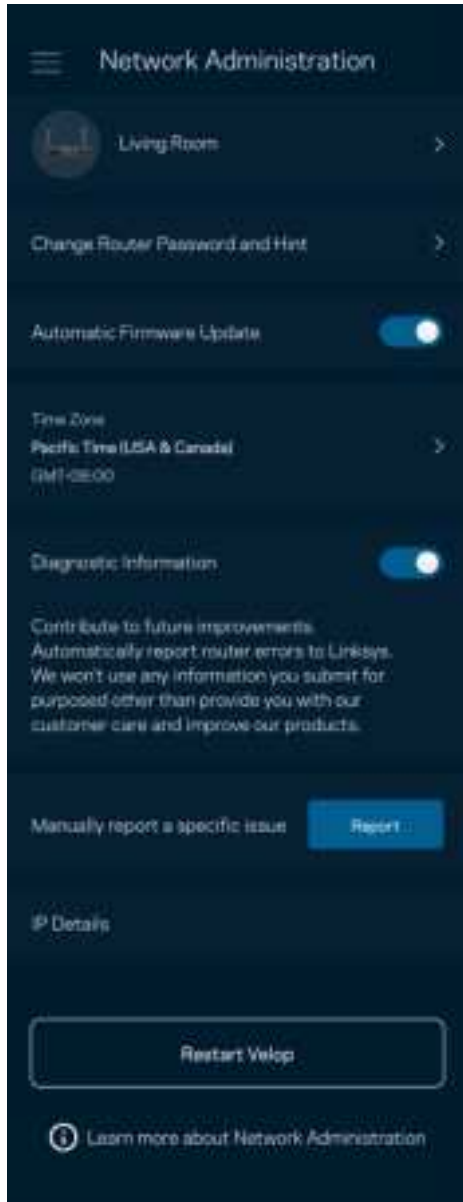 Network Administration
Living Room
Change Router Password and Hint
Automatic Firmware Update
Time Zone
Pacific Time (USA & Canada)
GMT-08:00
Diagnostic Information
Contribute to future improvements.
Automatically report router errors to Linksys.
We won't use any information you submit for
purposed other than provide you with our
customer care and improve our products.
Manually report a specific issue
Report
IP Details
Restart Velop
Learn more about Network Administration